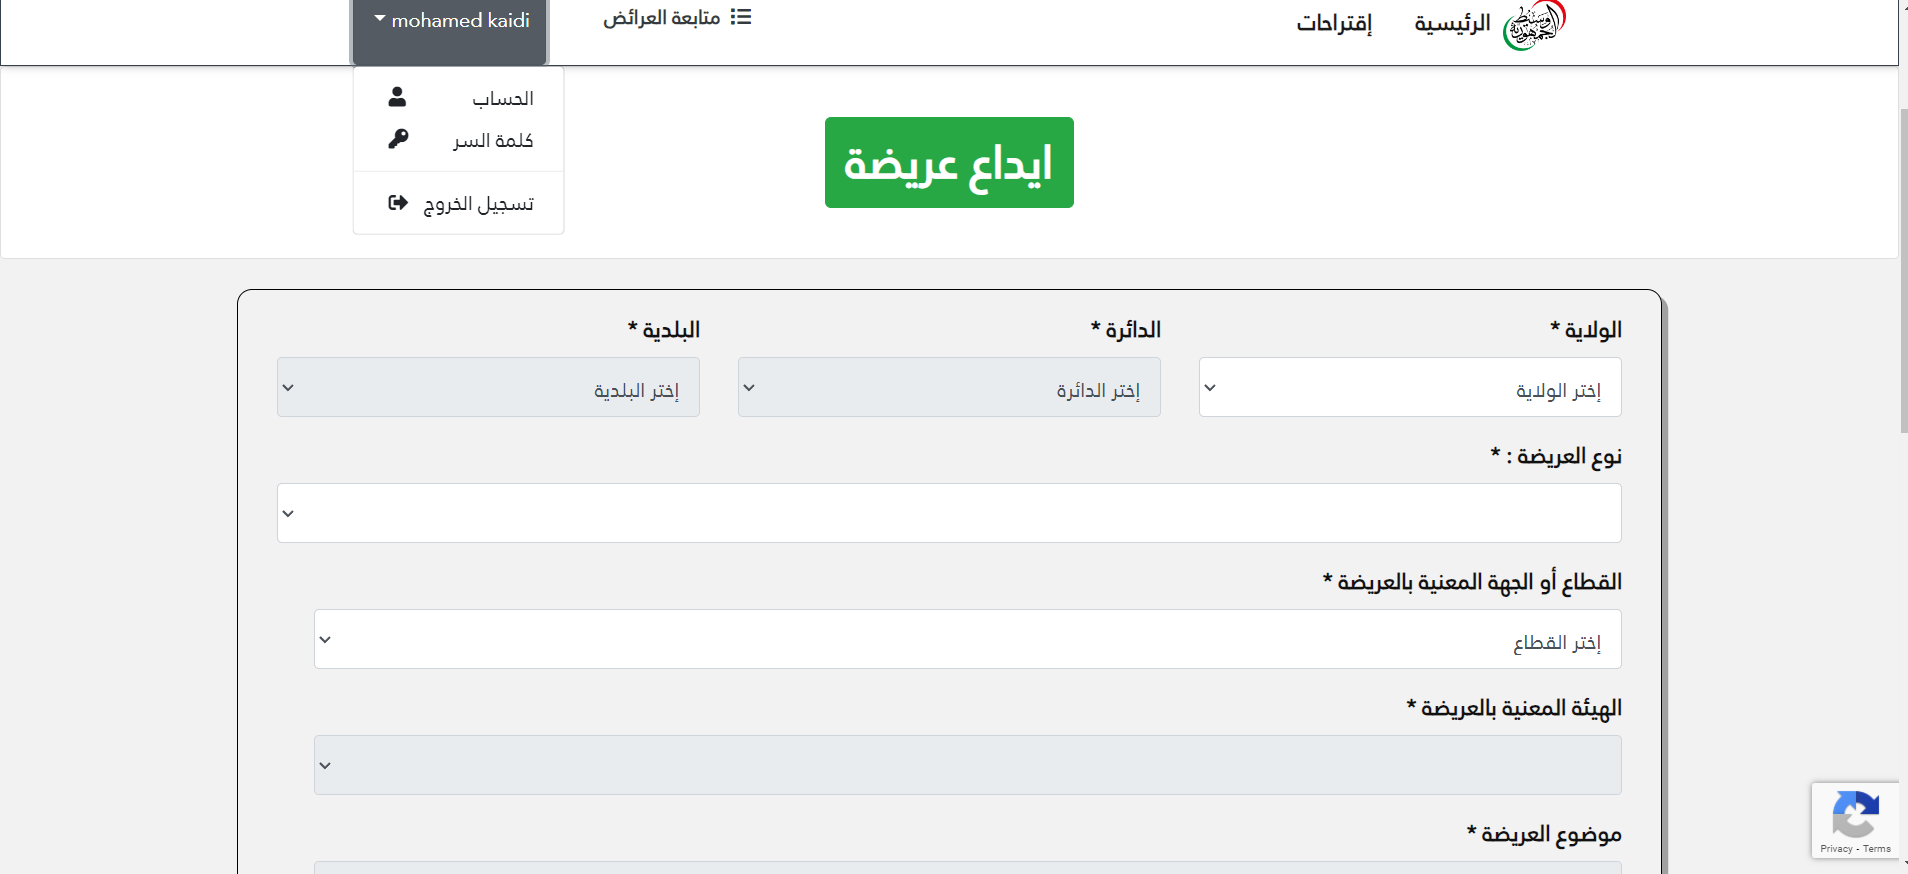 وسيط الجمهورية
الرئيسية
إقتراحات
متابعة العرائض
mohamed kaidi
الحساب
كلمة السر
تسجيل الخروج
ايداع عريضة
الولاية *
الدائرة *
البلدية *
إختر الولاية
إختر الدائرة
إختر البلدية
نوع العريضة : *
القطاع أو الجهة المعنية بالعريضة *
إختر القطاع
الهيئة المعنية بالعريضة *
موضوع العريضة *
Privacy - Terms